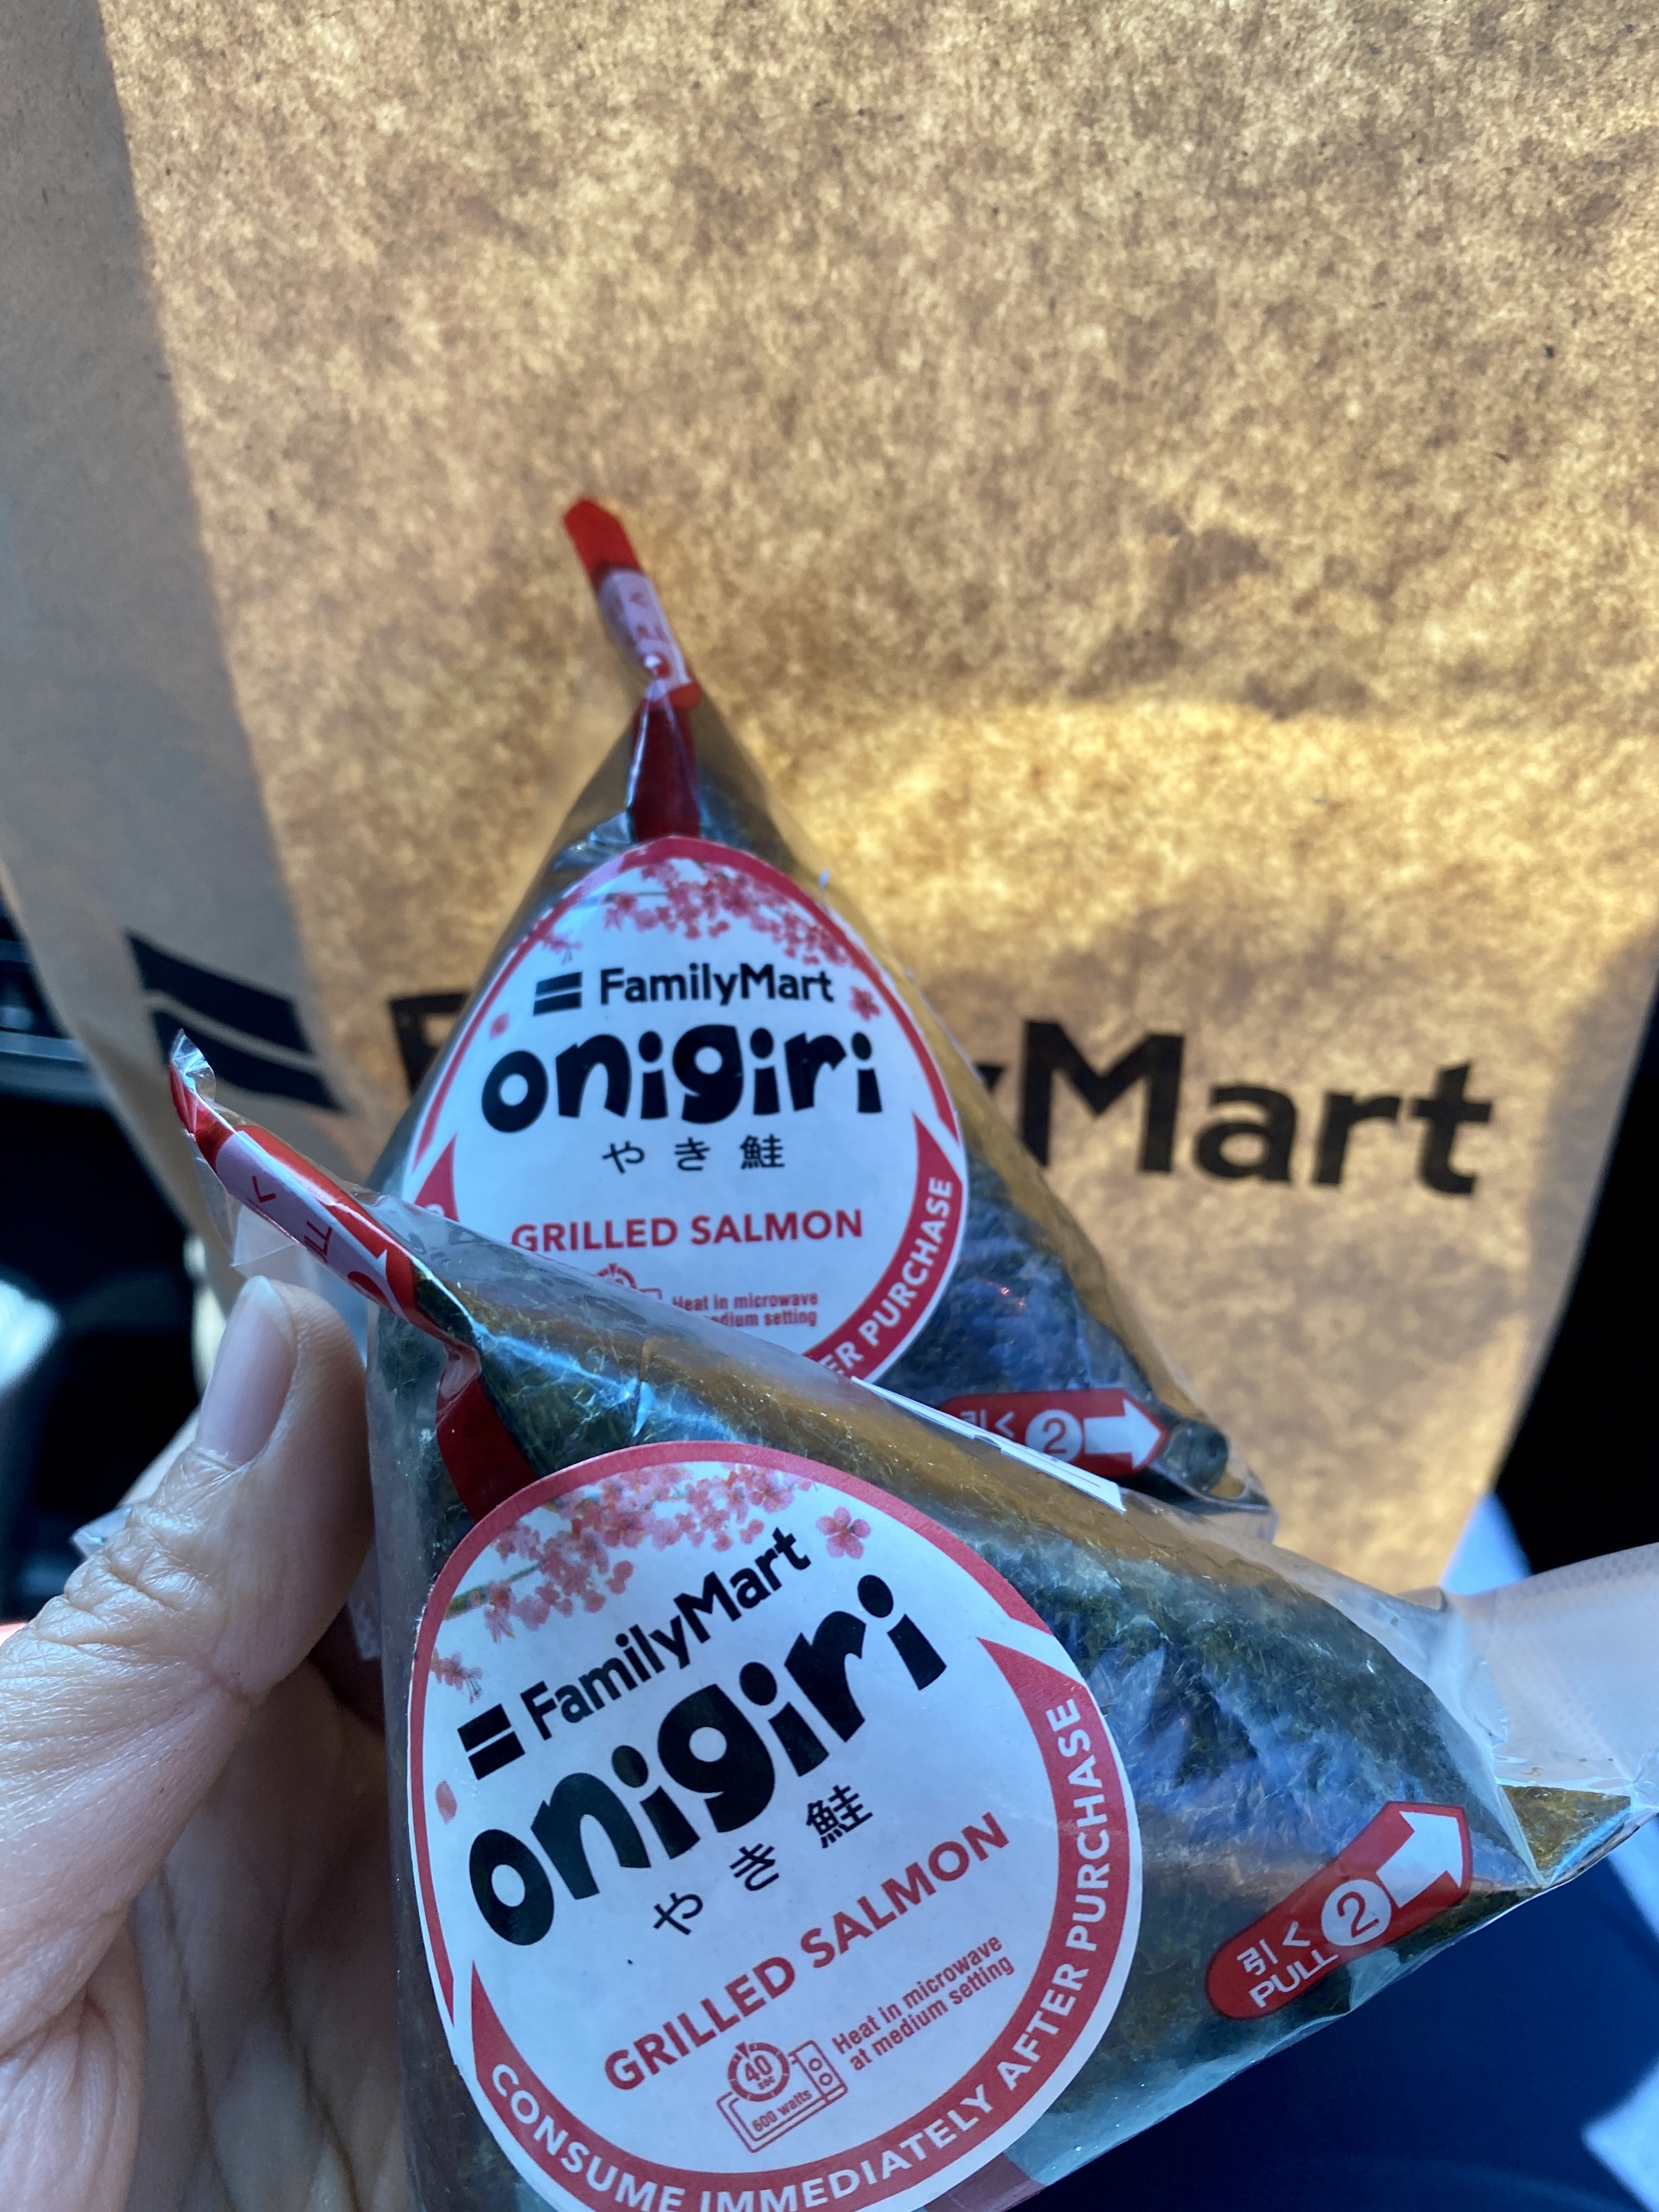 FamilyMart
onigiri
やき鮭
GRILLED SALMON
Heat in microwave
medium setting
PURCHASE
引く 2
Mart
FamilyMart
onigiri
やき鮭
GRILLED SALMON
40
sec
600 watts
Heat in microwave
at medium setting
CONSUME IMMEDIATELY AFTER PURCHASE
引く
PULL 2